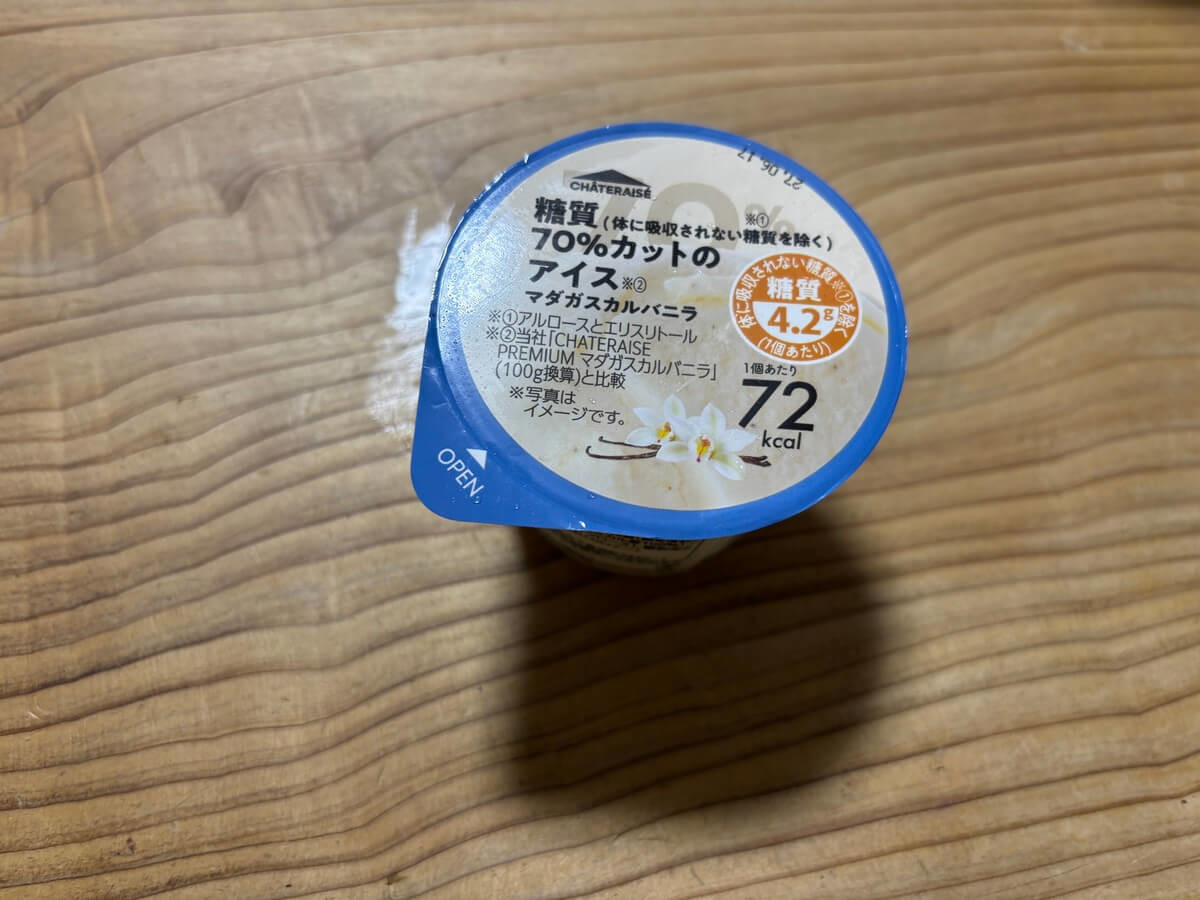 27.06.17
70%
CHÂTERAISÉ
糖質(体に吸収されない糖質を除く)※①
70%カットの
アイス※②
マダガスカルバニラ
※①アルロースとエリスリトール
※②当社「CHATERAISE
PREMIUM マダガスカルバニラ」
(100g換算)と比較
※写真は
イメージです。
体に吸収されない糖質※①を除く
糖質
4.2g
(1個あたり)
1個あたり
72
kcal
OPEN